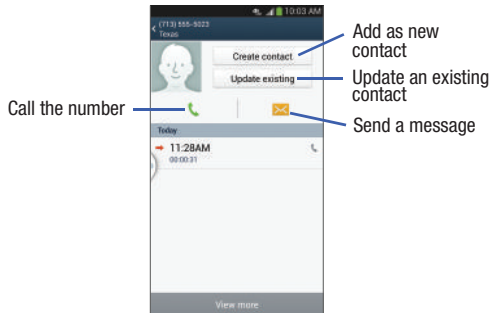 10:03 AM
(713) 555-5023
Texas
Create contact
Update existing
Add as new
contact
Update an existing
contact
Call the number
Send a message
Today
11:28AM
00:00:31
View more